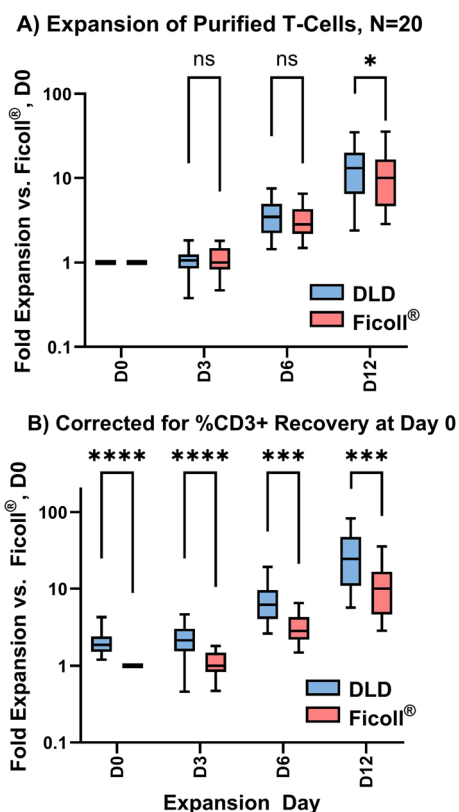 A) Expansion of Purified T-Cells, N=20
ns
ns
*
Fold Expansion vs. Ficoll®, D0
100
10
1
0.1
DLD
Ficoll®
D0
D3
D6
D12
B) Corrected for %CD3+ Recovery at Day 0
****
****
***
***
Fold Expansion vs. Ficoll®, D0
100
10
1
0.1
DLD
Ficoll®
D0
D3
D6
D12
Expansion Day